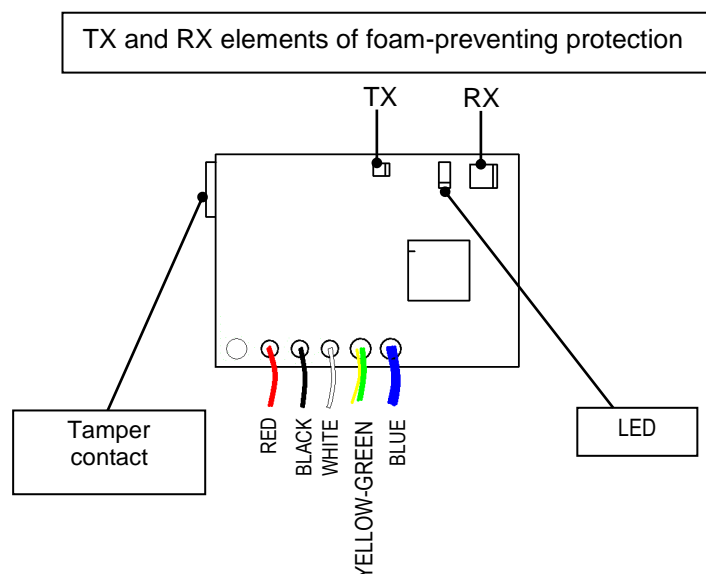 TX and RX elements of foam-preventing protection
TX
RX
Tamper
contact
RED
BLACK
WHITE
YELLOW-GREEN
BLUE
LED